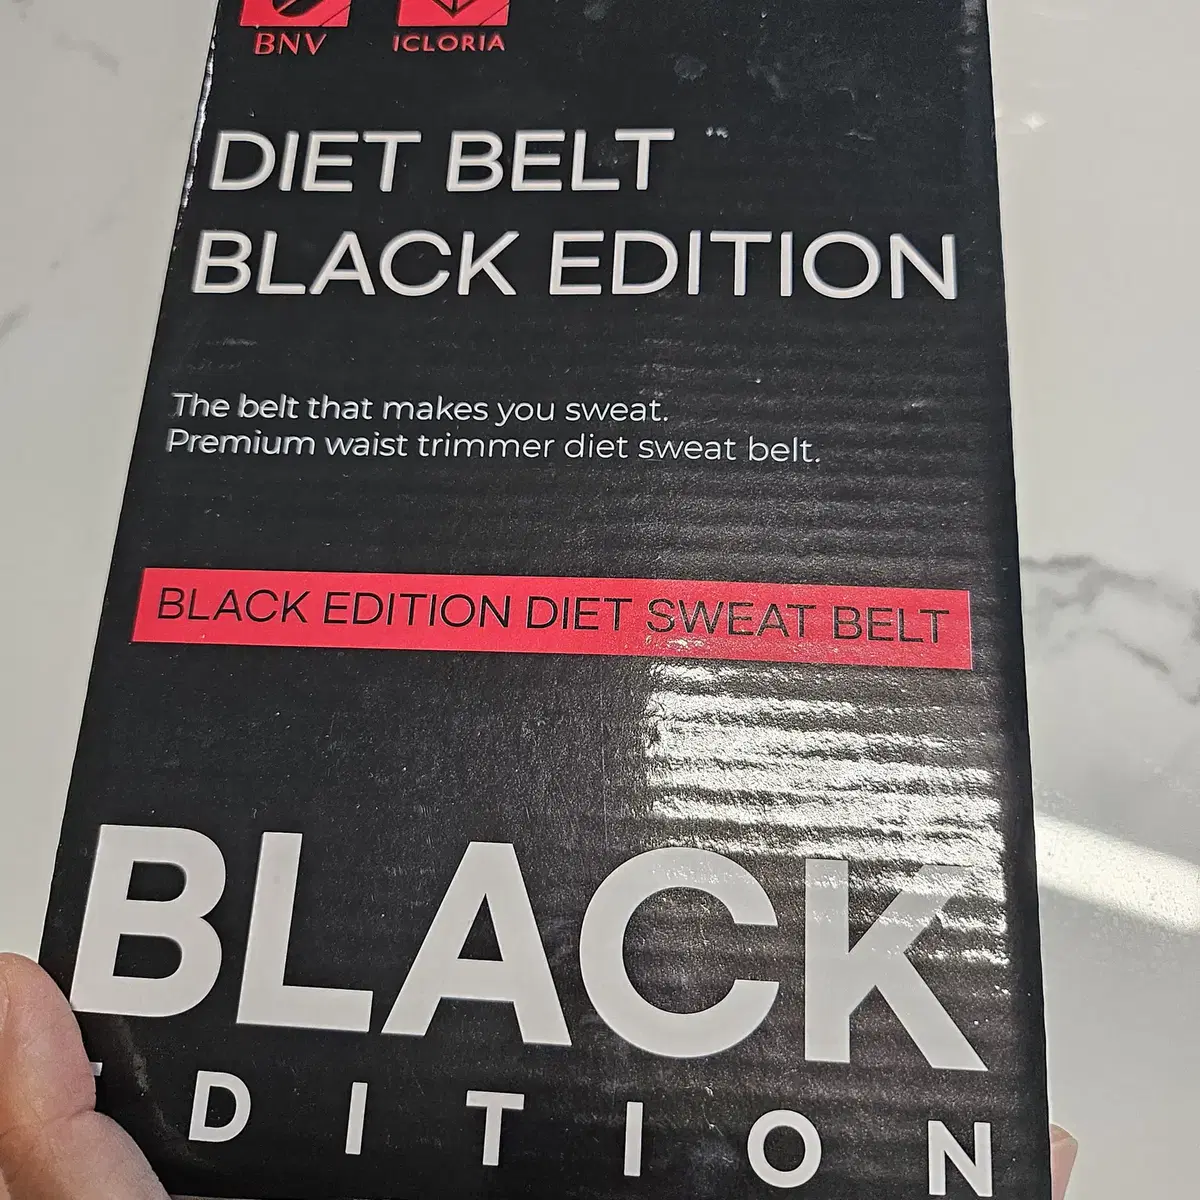 BNV ICLORIA
DIET BELT
BLACK EDITION
The belt that makes you sweat.
Premium waist trimmer diet sweat belt.
BLACK EDITION DIET SWEAT BELT
BLACK
EDITION